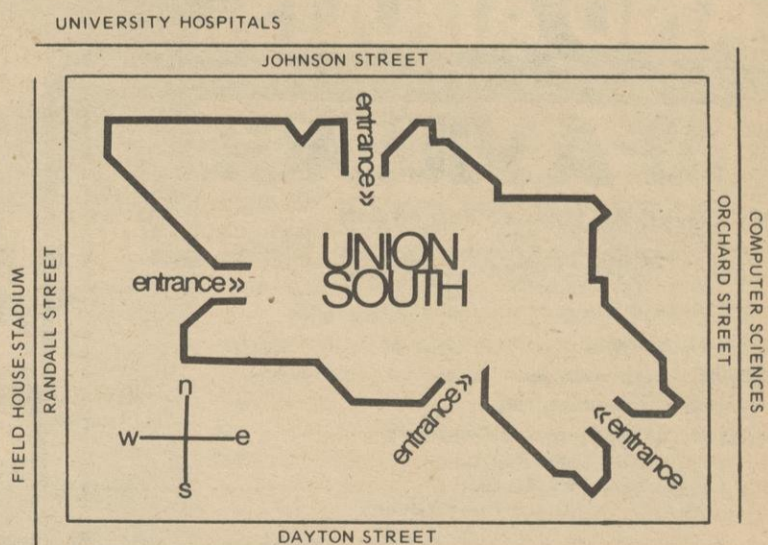 UNIVERSITY HOSPITALS
JOHNSON STREET
entrance »
UNION
SOUTH
entrance »
FIELD HOUSE-STADIUM
RANDALL STREET
ORCHARD STREET
COMPUTER SCIENCES
n
w e
s
entrance »
« entrance
DAYTON STREET